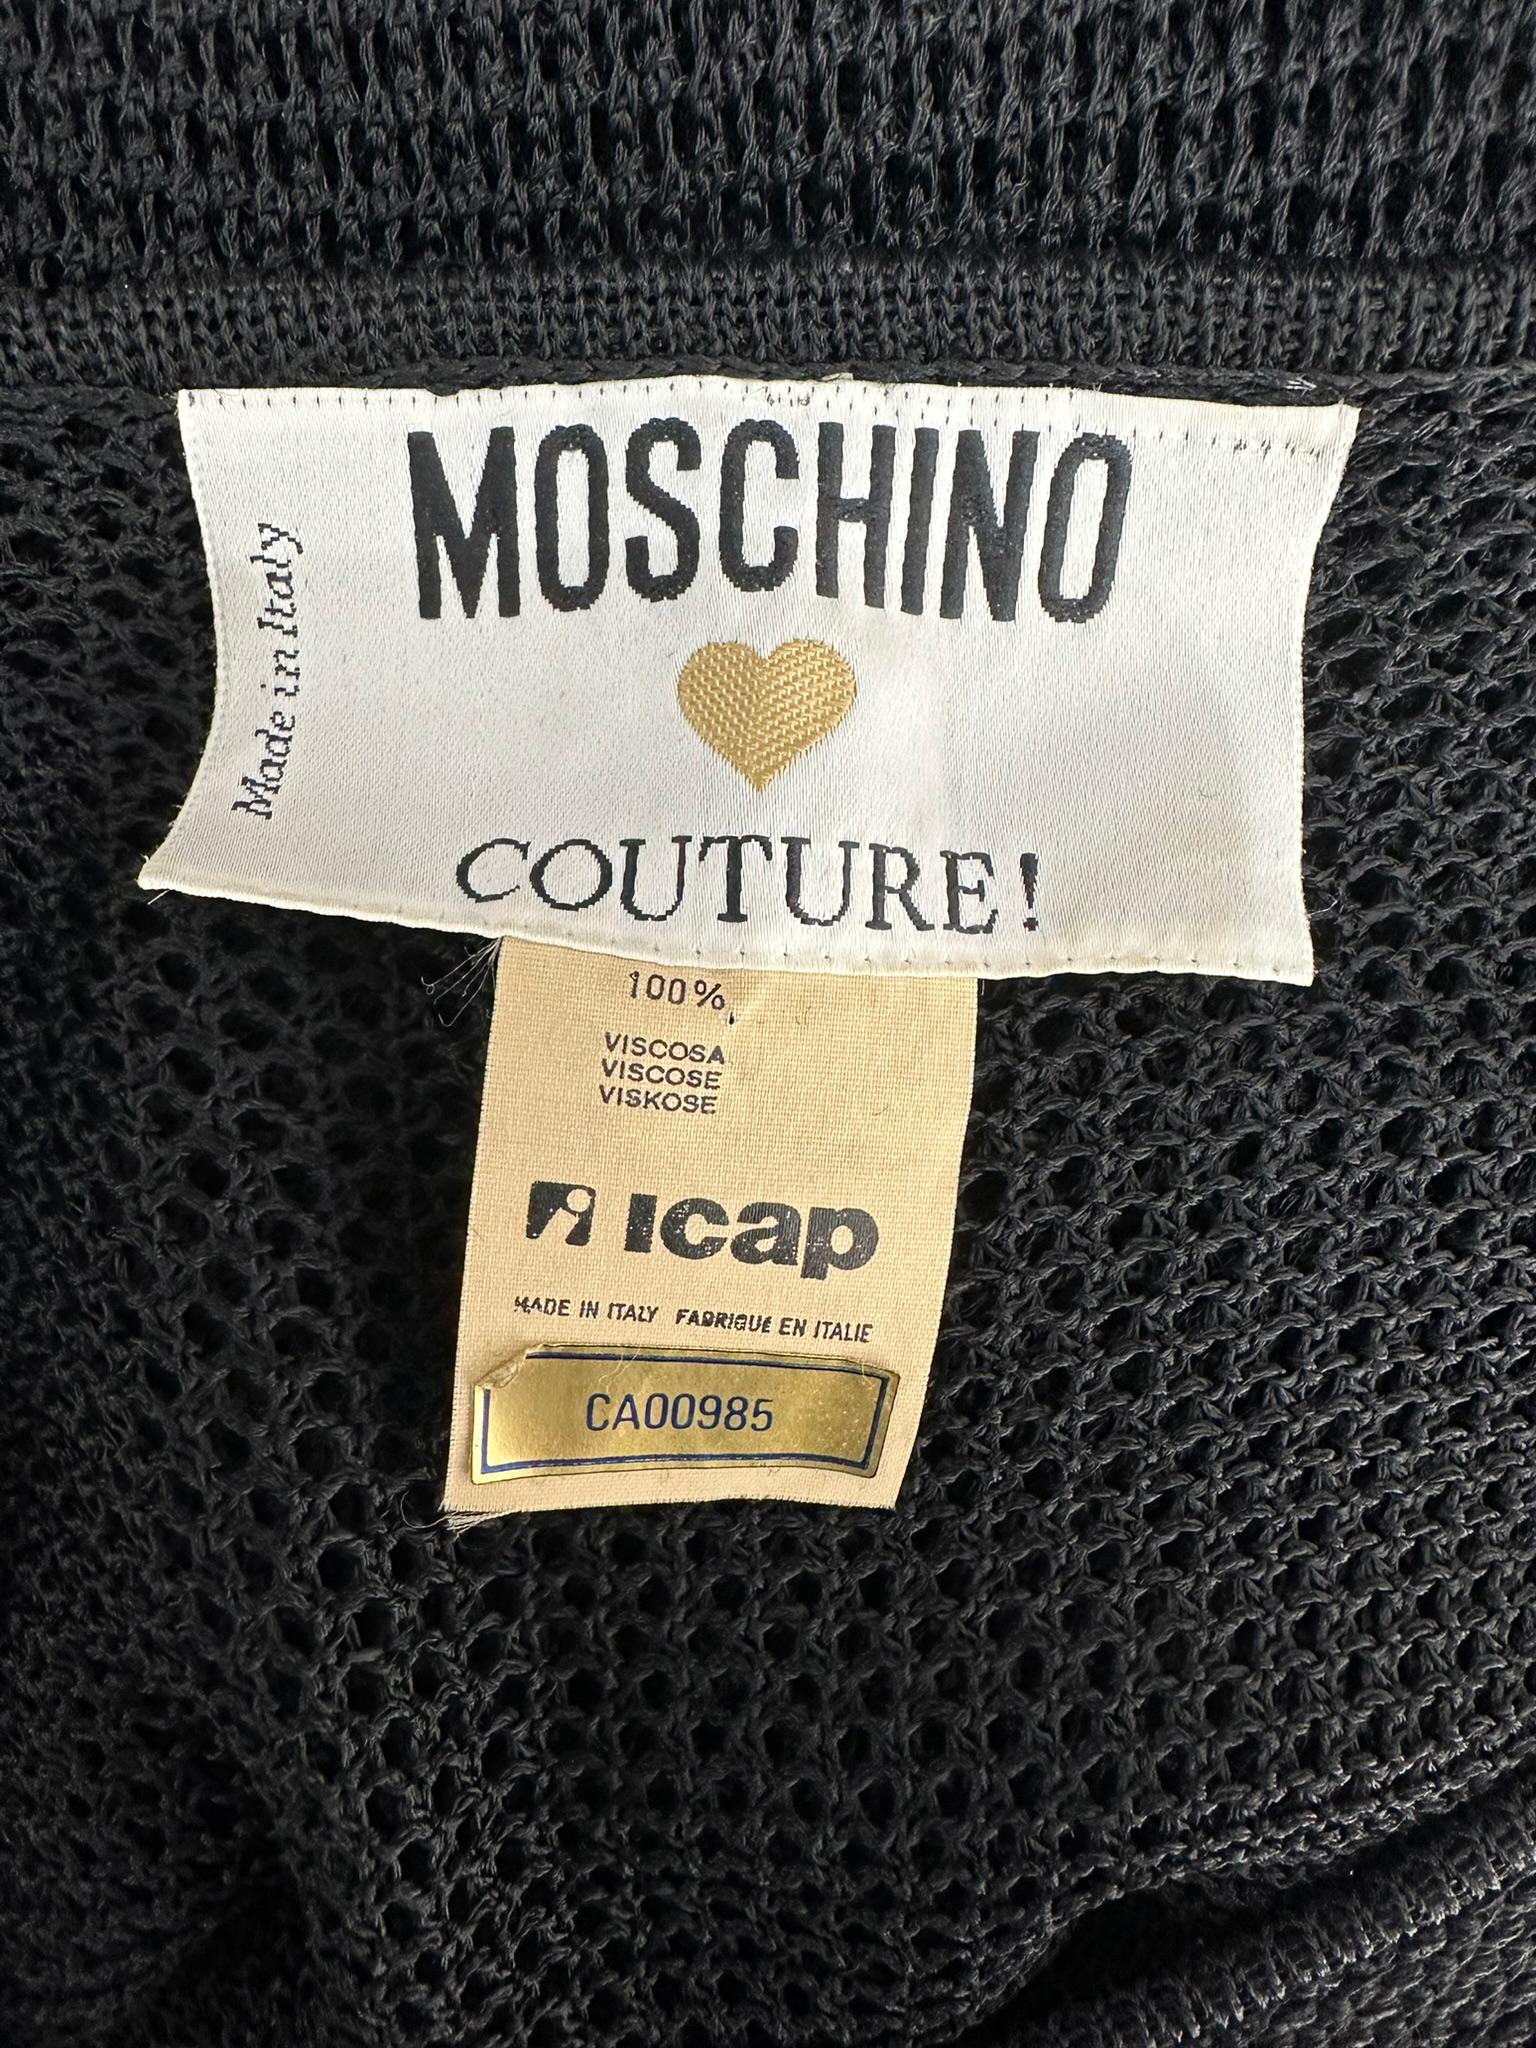 MOSCHINO
COUTURE!
Made in Italy
100%
VISCOSA
VISCOSE
VISKOSE
Icap
MADE IN ITALY FABRIQUE EN ITALIE
CA00985